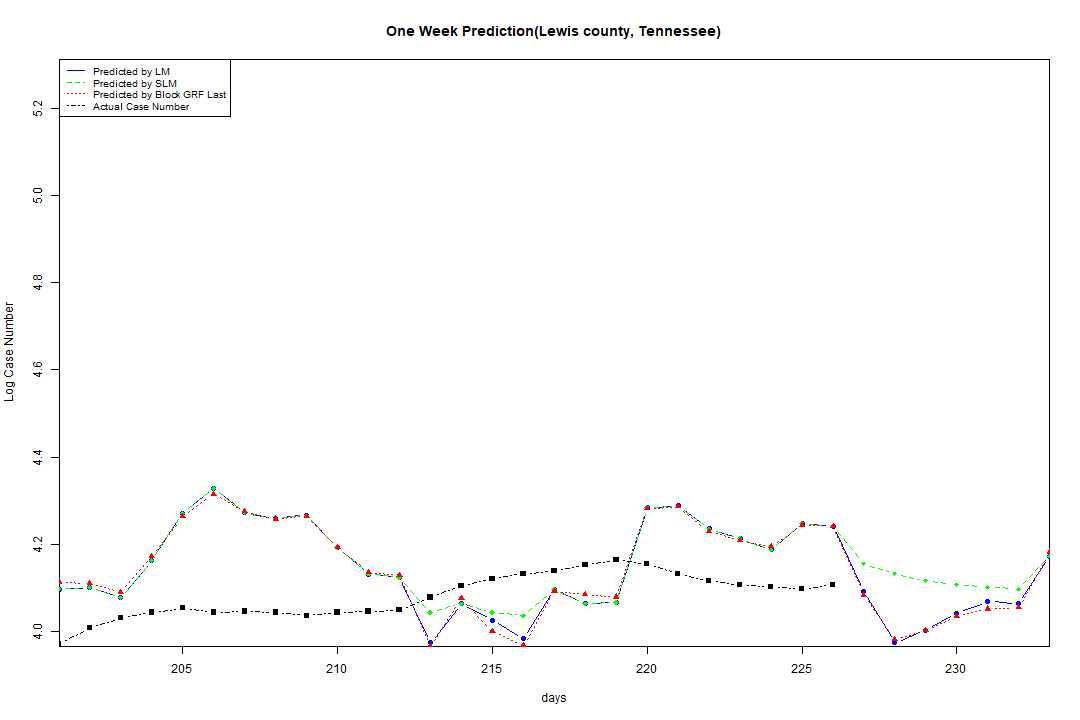 One Week Prediction(Lewis county, Tennessee)
Predicted by LM
Predicted by SLM
Predicted by Block GRF Last
Actual Case Number
5.2
5.0
4.8
4.6
4.4
4.2
4.0
Log Case Number
205 210 215 220 225 230
days